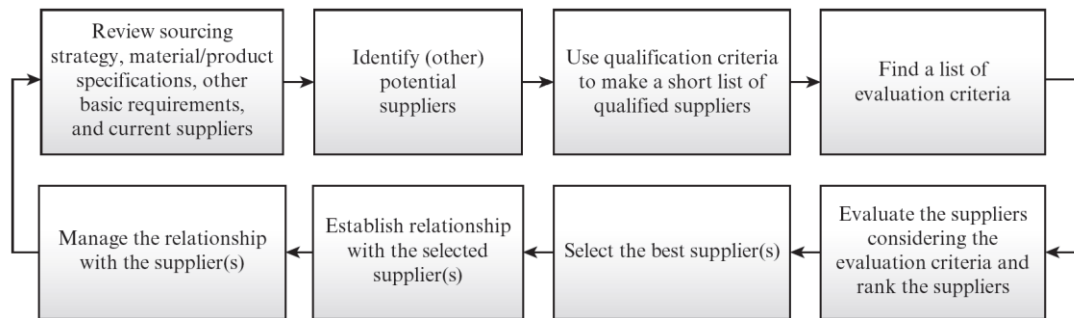 Review sourcing
strategy, material/product
specifications, other
basic requirements,
and current suppliers
Identify (other)
potential
suppliers
Use qualification criteria
to make a short list of
qualified suppliers
Find a list of
evaluation criteria
Evaluate the suppliers
considering the
evaluation criteria and
rank the suppliers
Select the best supplier(s)
Establish relationship
with the selected
supplier(s)
Manage the relationship
with the supplier(s)